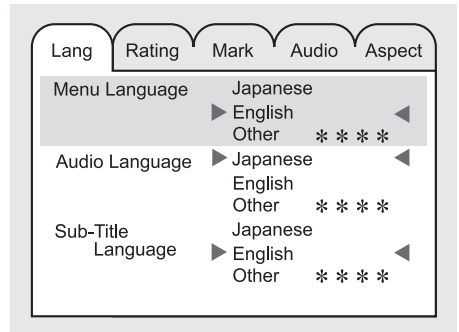 Lang Rating Mark Audio Aspect
Menu Language Japanese
▶ English ◀
Other ＊＊＊＊
Audio Language ▶ Japanese ◀
English
Other ＊＊＊＊
Sub-Title Japanese
Language ▶ English ◀
Other ＊＊＊＊